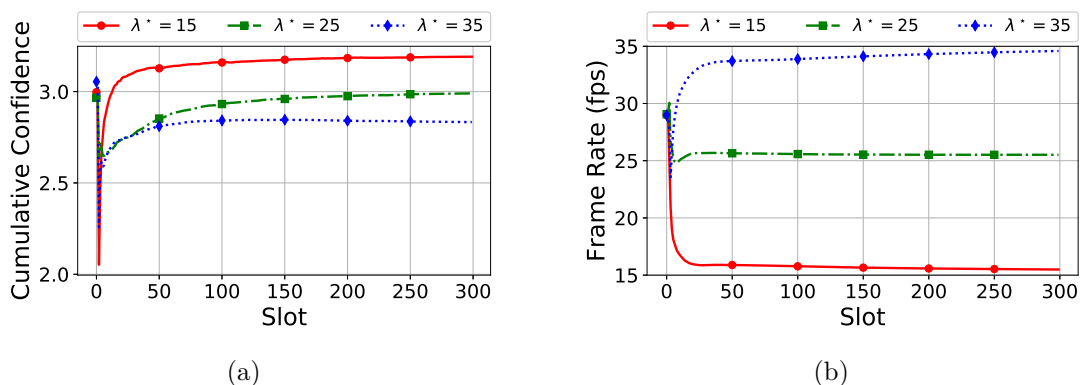 λ* = 15 λ* = 25 λ* = 35
Cumulative Confidence
3.0
2.5
2.0
0 50 100 150 200 250 300
Slot
(a)
λ* = 15 λ* = 25 λ* = 35
Frame Rate (fps)
35
30
25
20
15
0 50 100 150 200 250 300
Slot
(b)